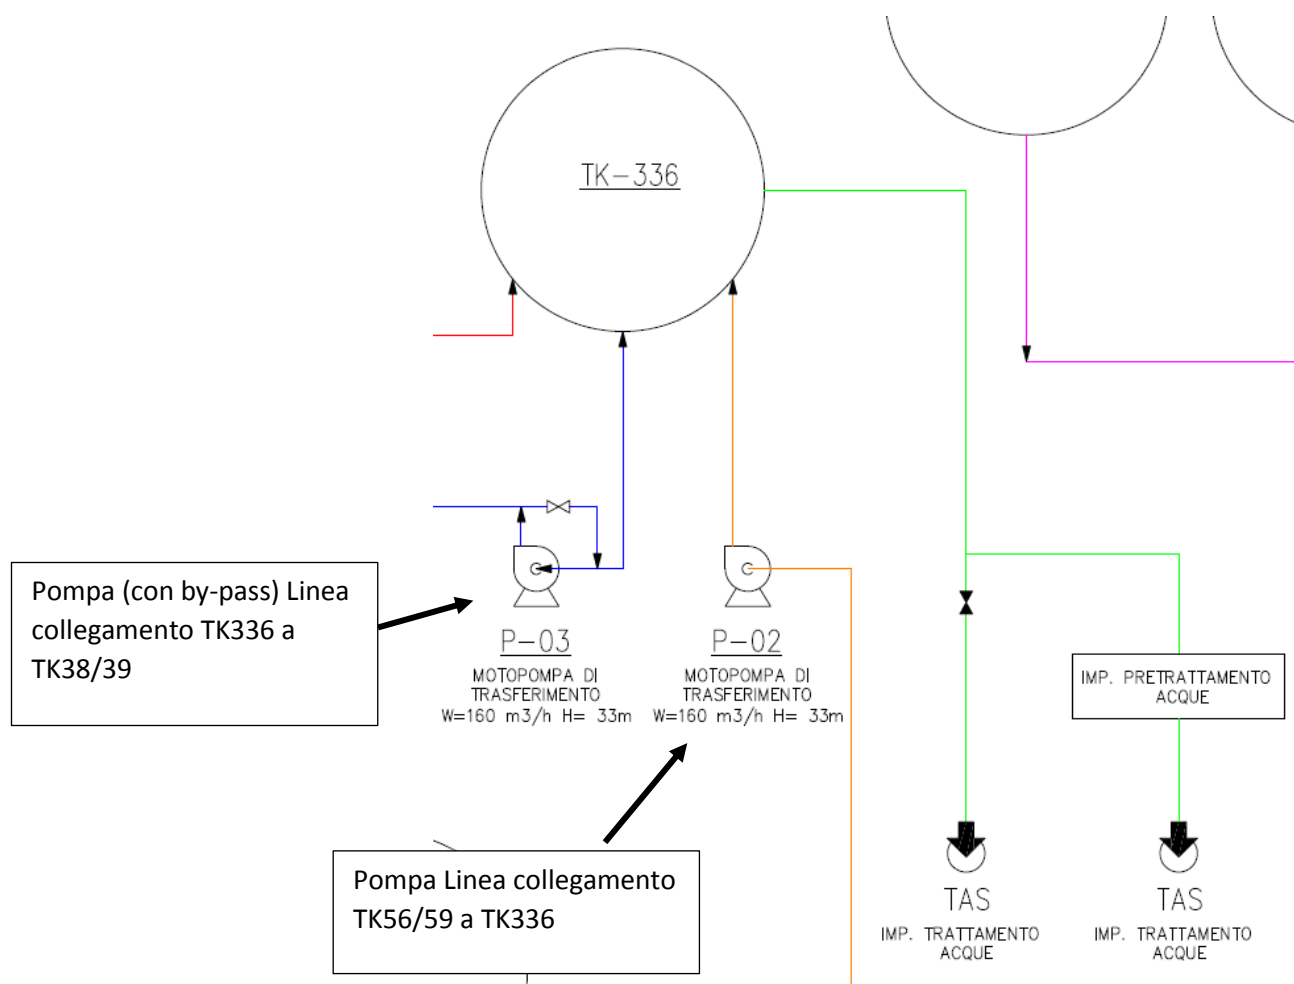 TK-336
Pompa (con by-pass) Linea
collegamento TK336 a
TK38/39
P-03
MOTOPOMPA DI
TRASFERIMENTO
W=160 m3/h H= 33m
P-02
MOTOPOMPA DI
TRASFERIMENTO
W=160 m3/h H= 33m
IMP. PRETRATTAMENTO
ACQUE
Pompa Linea collegamento
TK56/59 a TK336
TAS
IMP. TRATTAMENTO
ACQUE
TAS
IMP. TRATTAMENTO
ACQUE